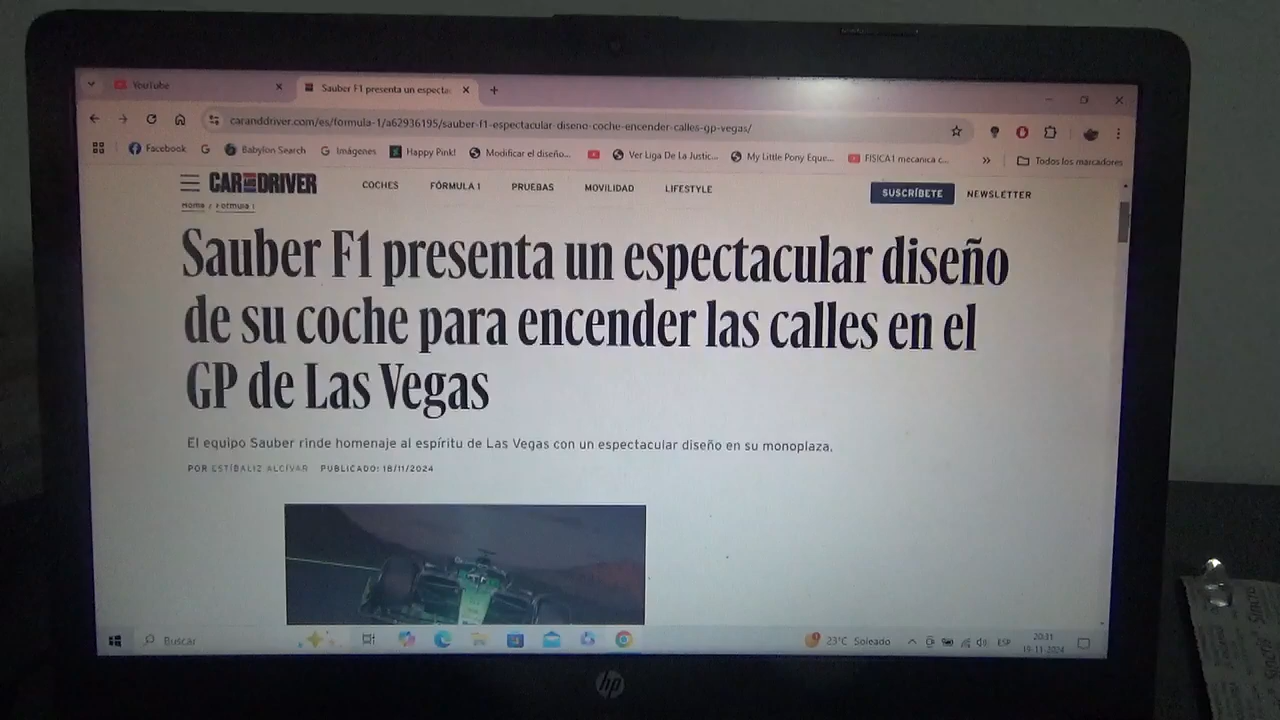 YouTube
Sauber F1 presenta un especta
caranddriver.com/es/formula-1/a62936195/sauber-f1-espectacular-diseno-coche-encender-calles-gp-vegas/
Facebook
Babylon Search
Imágenes
Happy Pink!
Modificar el diseño...
Ver Liga De La Justic...
My Little Pony Eque...
FISICA1 mecanica c...
»
Todos los marcadores
CAR AND DRIVER
COCHES
FÓRMULA 1
PRUEBAS
MOVILIDAD
LIFESTYLE
SUSCRÍBETE
NEWSLETTER
Home / Formula 1
Sauber F1 presenta un espectacular diseño
de su coche para encender las calles en el
GP de Las Vegas
El equipo Sauber rinde homenaje al espíritu de Las Vegas con un espectacular diseño en su monoplaza.
POR ESTÍBALIZ ALCÍVAR PUBLICADO: 18/11/2024
Buscar
23°C Soleado
ESP
20:31
19-11-2024
hp